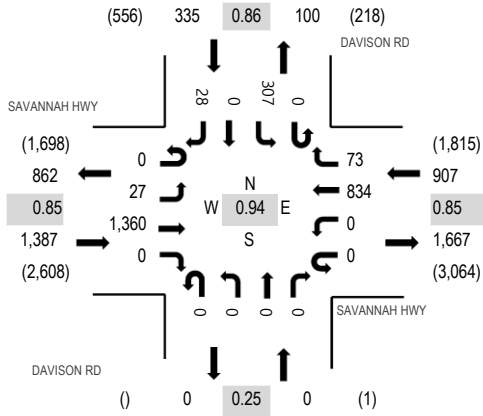 (556) 335 0.86 100 (218)
DAVISON RD
28 0 307 0
SAVANNAH HWY
(1,698) (1,815)
0 73
862 907
27 N 834
0.85 W 0.94 E 0.85
1,360 0
1,387 S 1,667
0 0
(2,608) (3,064)
0 0 0 0
SAVANNAH HWY
DAVISON RD
() 0 0.25 0 (1)